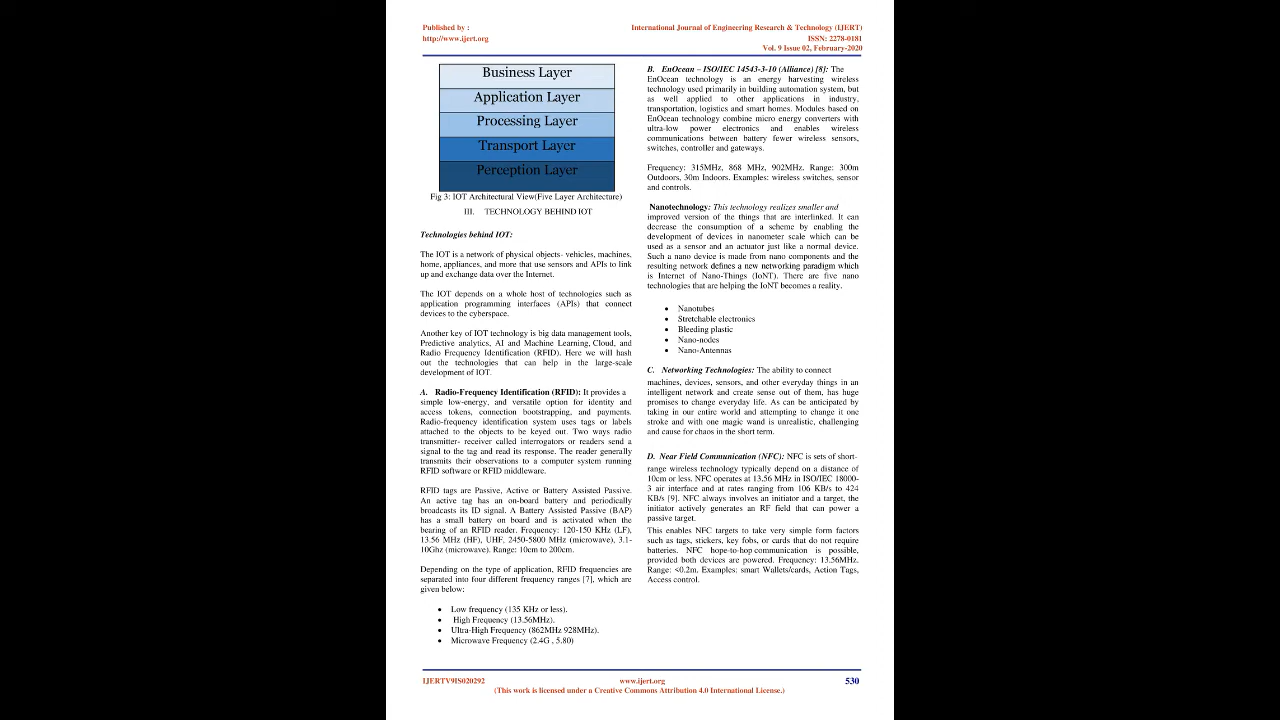 Published by :
http://www.ijert.org
International Journal of Engineering Research & Technology (IJERT)
ISSN: 2278-0181
Vol. 9 Issue 02, February-2020
Business Layer
Application Layer
Processing Layer
Transport Layer
Perception Layer
Fig 3: IOT Architectural View(Five Layer Architecture)
III. TECHNOLOGY BEHIND IOT
Technologies behind IOT:
The IOT is a network of physical objects- vehicles, machines,
home, appliances, and more that use sensors and APIs to link
up and exchange data over the Internet.
The IOT depends on a whole host of technologies such as
application programming interfaces (APIs) that connect
devices to the cyberspace.
Another key of IOT technology is big data management tools,
Predictive analytics, AI and Machine Learning, Cloud, and
Radio Frequency Identification (RFID). Here we will hash
out the technologies that can help in the large-scale
development of IOT.
A. Radio-Frequency Identification (RFID): It provides a
simple low-energy, and versatile option for identity and
access tokens, connection bootstrapping, and payments.
Radio-frequency identification system uses tags or labels
attached to the objects to be keyed out. Two ways radio
transmitter- receiver called interrogators or readers send a
signal to the tag and read its response. The reader generally
transmits their observations to a computer system running
RFID software or RFID middleware.
RFID tags are Passive, Active or Battery Assisted Passive.
An active tag has an on-board battery and periodically
broadcasts its ID signal. A Battery Assisted Passive (BAP)
has a small battery on board and is activated when the
bearing of an RFID reader. Frequency: 120-150 KHz (LF),
13.56 MHz (HF), UHF, 2450-5800 MHz (microwave), 3.1-
10Ghz (microwave). Range: 10cm to 200cm.
Depending on the type of application, RFID frequencies are
separated into four different frequency ranges [7], which are
given below:
• Low frequency (135 KHz or less).
• High Frequency (13.56MHz).
• Ultra-High Frequency (862MHz 928MHz).
• Microwave Frequency (2.4G , 5.80)
B. EnOcean – ISO/IEC 14543-3-10 (Alliance) [8]: The
EnOcean technology is an energy harvesting wireless
technology used primarily in building automation system, but
as well applied to other applications in industry,
transportation, logistics and smart homes. Modules based on
EnOcean technology combine micro energy converters with
ultra-low power electronics and enables wireless
communications between battery fewer wireless sensors,
switches, controller and gateways.
Frequency: 315MHz, 868 MHz, 902MHz. Range: 300m
Outdoors, 30m Indoors. Examples: wireless switches, sensor
and controls.
Nanotechnology: This technology realizes smaller and
improved version of the things that are interlinked. It can
decrease the consumption of a scheme by enabling the
development of devices in nanometer scale which can be
used as a sensor and an actuator just like a normal device.
Such a nano device is made from nano components and the
resulting network defines a new networking paradigm which
is Internet of Nano-Things (IoNT). There are five nano
technologies that are helping the IoNT becomes a reality.
• Nanotubes
• Stretchable electronics
• Bleeding plastic
• Nano-nodes
• Nano-Antennas
C. Networking Technologies: The ability to connect
machines, devices, sensors, and other everyday things in an
intelligent network and create sense out of them, has huge
promises to change everyday life. As can be anticipated by
taking in our entire world and attempting to change it one
stroke and with one magic wand is unrealistic, challenging
and cause for chaos in the short term.
D. Near Field Communication (NFC): NFC is sets of short-
range wireless technology typically depend on a distance of
10cm or less. NFC operates at 13.56 MHz in ISO/IEC 18000-
3 air interface and at rates ranging from 106 KB/s to 424
KB/s [9]. NFC always involves an initiator and a target, the
initiator actively generates an RF field that can power a
passive target.
This enables NFC targets to take very simple form factors
such as tags, stickers, key fobs, or cards that do not require
batteries. NFC hope-to-hop communication is possible,
provided both devices are powered. Frequency: 13.56MHz.
Range: <0.2m. Examples: smart Wallets/cards, Action Tags,
Access control.
IJERTV9IS020292
www.ijert.org
530
(This work is licensed under a Creative Commons Attribution 4.0 International License.)